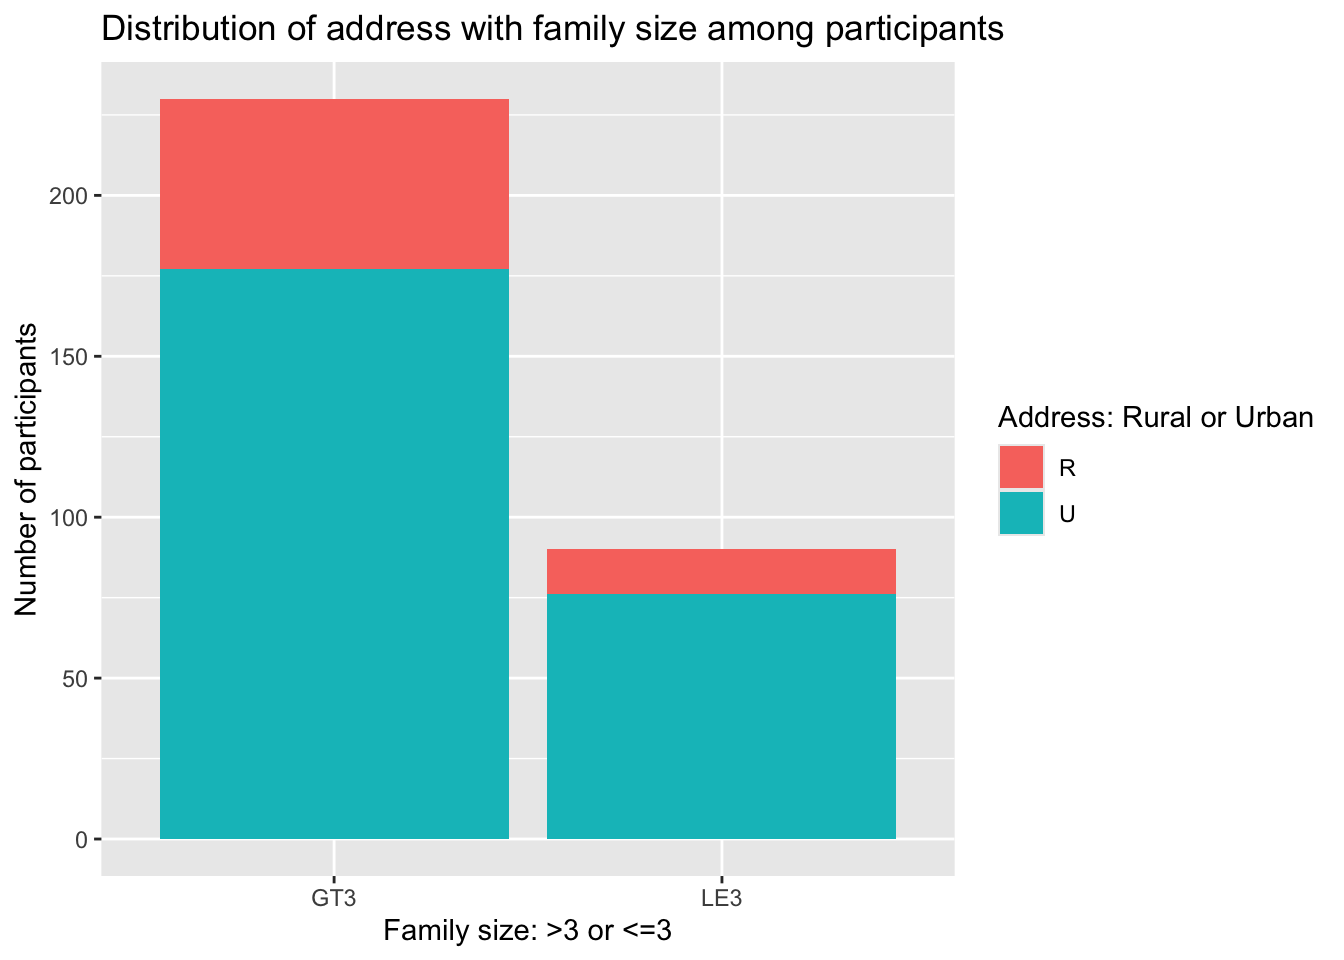 Distribution of address with family size among participants
Number of participants
200
150
100
50
0
GT3
LE3
Family size: >3 or <=3
Address: Rural or Urban
R
U